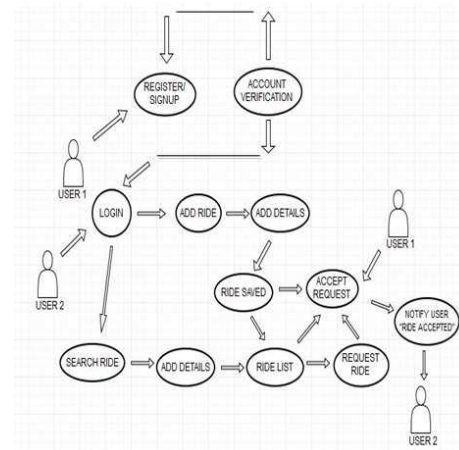 REGISTER/
SIGNUP
ACCOUNT
VERIFICATION
USER 1
LOGIN
ADD RIDE
ADD DETAILS
USER 1
USER 2
RIDE SAVED
ACCEPT
REQUEST
NOTIFY USER
"RIDE ACCEPTED"
SEARCH RIDE
ADD DETAILS
RIDE LIST
REQUEST
RIDE
USER 2